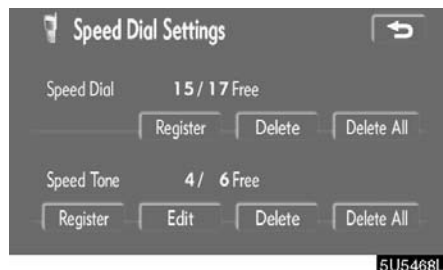 Speed Dial Settings
Speed Dial 15/17 Free
Register Delete Delete All
Speed Tone 4/ 6 Free
Register Edit Delete Delete All
5U5468I